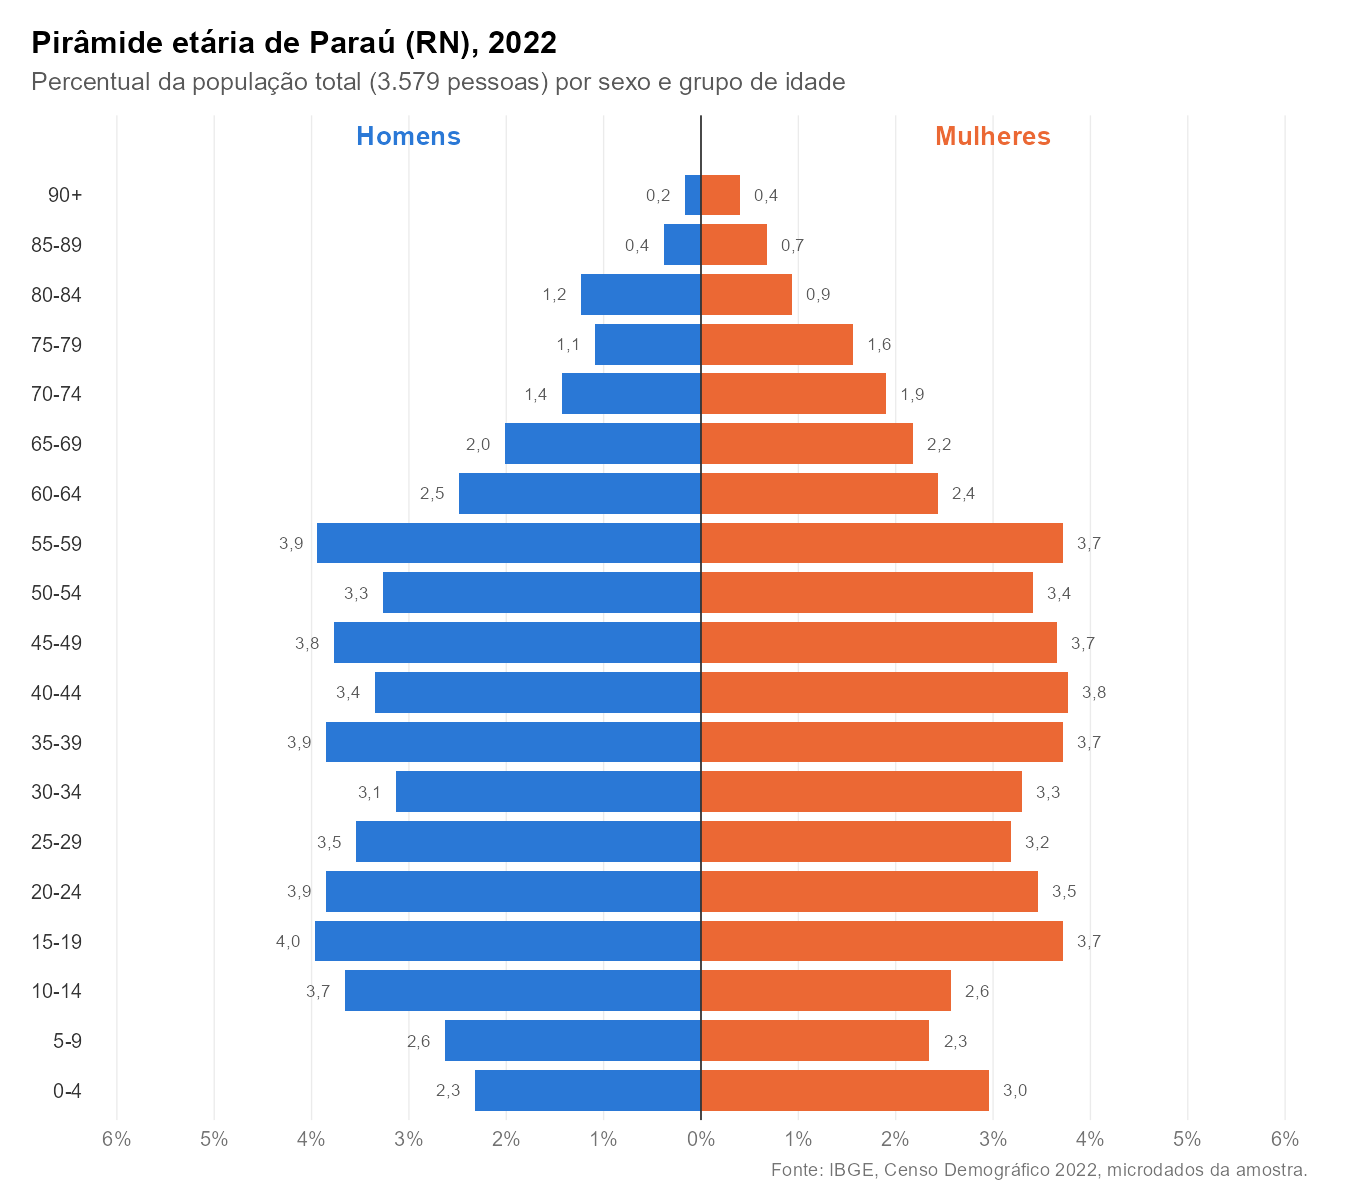 Pirâmide etária de Paraú (RN), 2022
Percentual da população total (3.579 pessoas) por sexo e grupo de idade
Homens Mulheres
90+ 0,2 0,4
85-89 0,4 0,7
80-84 1,2 0,9
75-79 1,1 1,6
70-74 1,4 1,9
65-69 2,0 2,2
60-64 2,5 2,4
55-59 3,9 3,7
50-54 3,3 3,4
45-49 3,8 3,7
40-44 3,4 3,8
35-39 3,9 3,7
30-34 3,1 3,3
25-29 3,5 3,2
20-24 3,9 3,5
15-19 4,0 3,7
10-14 3,7 2,6
5-9 2,6 2,3
0-4 2,3 3,0
6% 5% 4% 3% 2% 1% 0% 1% 2% 3% 4% 5% 6%
Fonte: IBGE, Censo Demográfico 2022, microdados da amostra.